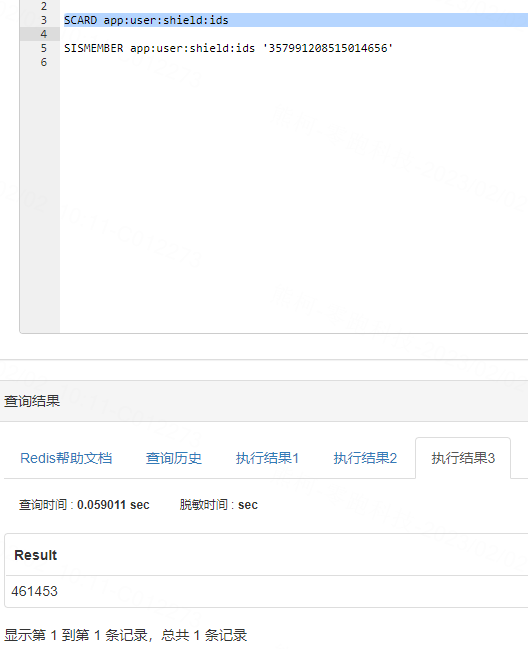 2
3 SCARD app:user:shield:ids
4
5 SISMEMBER app:user:shield:ids '357991208515014656'
6
查询结果
Redis帮助文档 查询历史 执行结果1 执行结果2 执行结果3
查询时间 : 0.059011 sec 脱敏时间 : sec
Result
461453
显示第 1 到第 1 条记录，总共 1 条记录